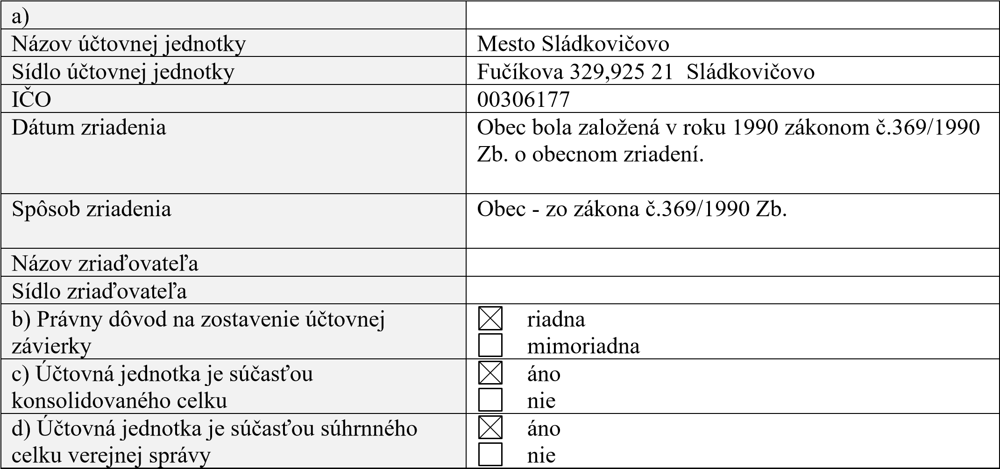 a)
Názov účtovnej jednotky
Mesto Sládkovičovo
Sídlo účtovnej jednotky
Fučíkova 329,925 21  Sládkovičovo
IČO
00306177
Dátum zriadenia
Obec bola založená v roku 1990 zákonom č.369/1990
Zb. o obecnom zriadení.
Spôsob zriadenia
Obec - zo zákona č.369/1990 Zb.
Názov zriaďovateľa
Sídlo zriaďovateľa
b) Právny dôvod na zostavenie účtovnej
závierky
☒ riadna
☐ mimoriadna
c) Účtovná jednotka je súčasťou
konsolidovaného celku
☒ áno
☐ nie
d) Účtovná jednotka je súčasťou súhrnného
celku verejnej správy
☒ áno
☐ nie